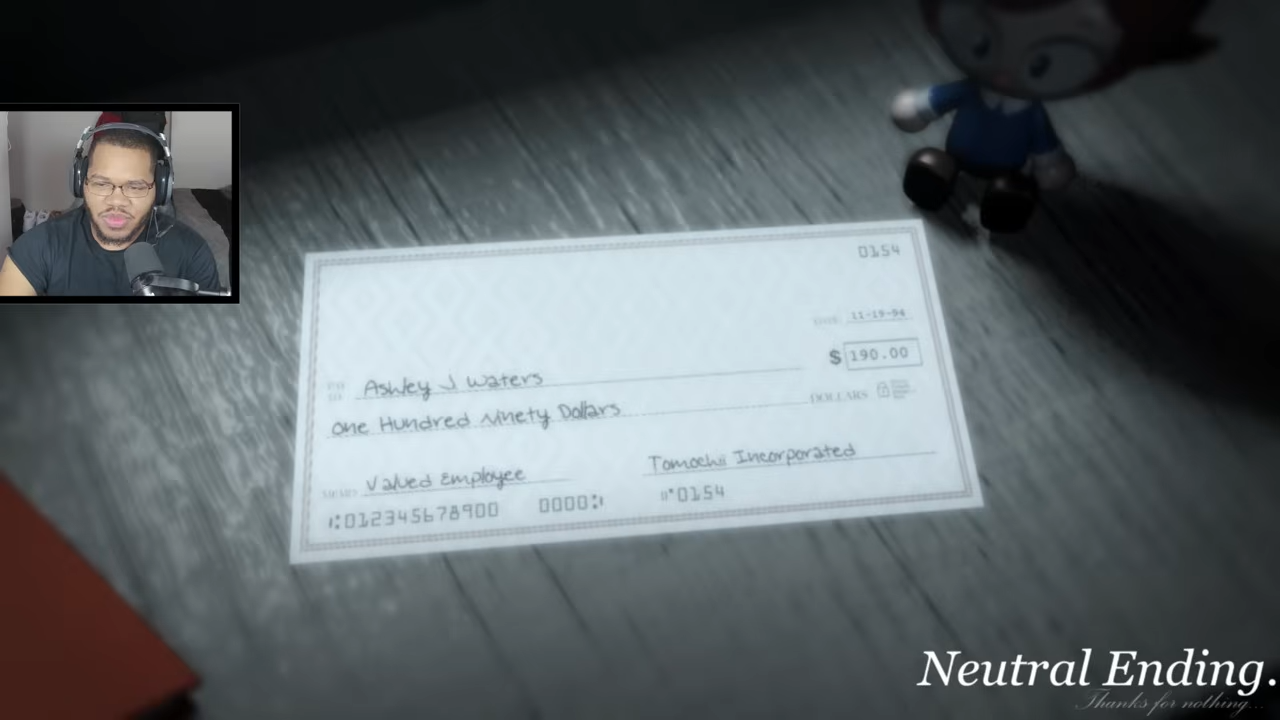 0154
DATE 11-19-94
$ 190.00
Ashley J Waters
One Hundred Ninety Dollars
DOLLARS
MEMO Valued Employee
Tomochii Incorporated
⑆012345678900 0000⑆ ⑈0154
Neutral Ending.
Thanks for nothing...